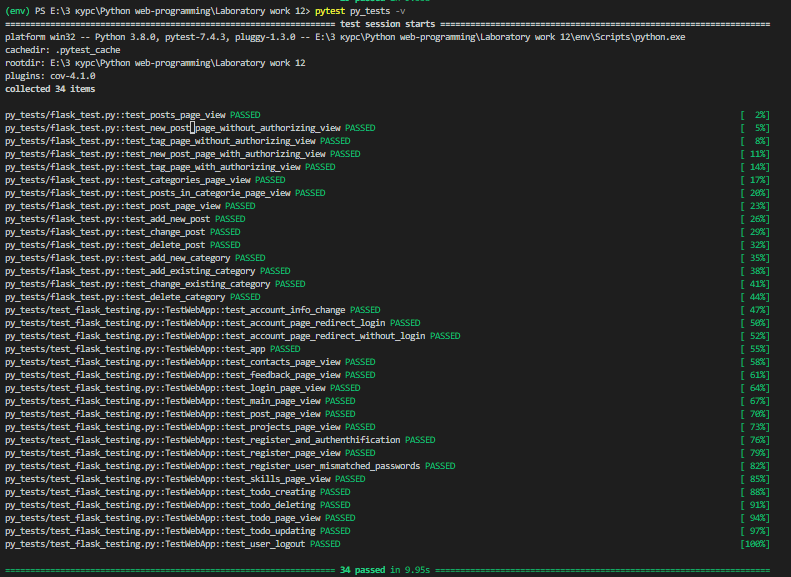 (env) PS E:\3 курс\Python web-programming\Laboratory work 12> pytest py_tests -v
============================= test session starts =============================
platform win32 -- Python 3.8.0, pytest-7.4.3, pluggy-1.3.0 -- E:\3 курс\Python web-programming\Laboratory work 12\env\Scripts\python.exe
cachedir: .pytest_cache
rootdir: E:\3 курс\Python web-programming\Laboratory work 12
plugins: cov-4.1.0
collected 34 items
py_tests/flask_test.py::test_posts_page_view PASSED [ 2%]
py_tests/flask_test.py::test_new_post_page_without_authorizing_view PASSED [ 5%]
py_tests/flask_test.py::test_tag_page_without_authorizing_view PASSED [ 8%]
py_tests/flask_test.py::test_new_post_page_with_authorizing_view PASSED [ 11%]
py_tests/flask_test.py::test_tag_page_with_authorizing_view PASSED [ 14%]
py_tests/flask_test.py::test_categories_page_view PASSED [ 17%]
py_tests/flask_test.py::test_posts_in_categorie_page_view PASSED [ 20%]
py_tests/flask_test.py::test_post_page_view PASSED [ 23%]
py_tests/flask_test.py::test_add_new_post PASSED [ 26%]
py_tests/flask_test.py::test_change_post PASSED [ 29%]
py_tests/flask_test.py::test_delete_post PASSED [ 32%]
py_tests/flask_test.py::test_add_new_category PASSED [ 35%]
py_tests/flask_test.py::test_add_existing_category PASSED [ 38%]
py_tests/flask_test.py::test_change_existing_category PASSED [ 41%]
py_tests/flask_test.py::test_delete_category PASSED [ 44%]
py_tests/test_flask_testing.py::TestWebApp::test_account_info_change PASSED [ 47%]
py_tests/test_flask_testing.py::TestWebApp::test_account_page_redirect_login PASSED [ 50%]
py_tests/test_flask_testing.py::TestWebApp::test_account_page_redirect_without_login PASSED [ 52%]
py_tests/test_flask_testing.py::TestWebApp::test_app PASSED [ 55%]
py_tests/test_flask_testing.py::TestWebApp::test_contacts_page_view PASSED [ 58%]
py_tests/test_flask_testing.py::TestWebApp::test_feedback_page_view PASSED [ 61%]
py_tests/test_flask_testing.py::TestWebApp::test_login_page_view PASSED [ 64%]
py_tests/test_flask_testing.py::TestWebApp::test_main_page_view PASSED [ 67%]
py_tests/test_flask_testing.py::TestWebApp::test_post_page_view PASSED [ 70%]
py_tests/test_flask_testing.py::TestWebApp::test_projects_page_view PASSED [ 73%]
py_tests/test_flask_testing.py::TestWebApp::test_register_and_authenthification PASSED [ 76%]
py_tests/test_flask_testing.py::TestWebApp::test_register_page_view PASSED [ 79%]
py_tests/test_flask_testing.py::TestWebApp::test_register_user_mismatched_passwords PASSED [ 82%]
py_tests/test_flask_testing.py::TestWebApp::test_skills_page_view PASSED [ 85%]
py_tests/test_flask_testing.py::TestWebApp::test_todo_creating PASSED [ 88%]
py_tests/test_flask_testing.py::TestWebApp::test_todo_deleting PASSED [ 91%]
py_tests/test_flask_testing.py::TestWebApp::test_todo_page_view PASSED [ 94%]
py_tests/test_flask_testing.py::TestWebApp::test_todo_updating PASSED [ 97%]
py_tests/test_flask_testing.py::TestWebApp::test_user_logout PASSED [100%]
============================= 34 passed in 9.95s =============================